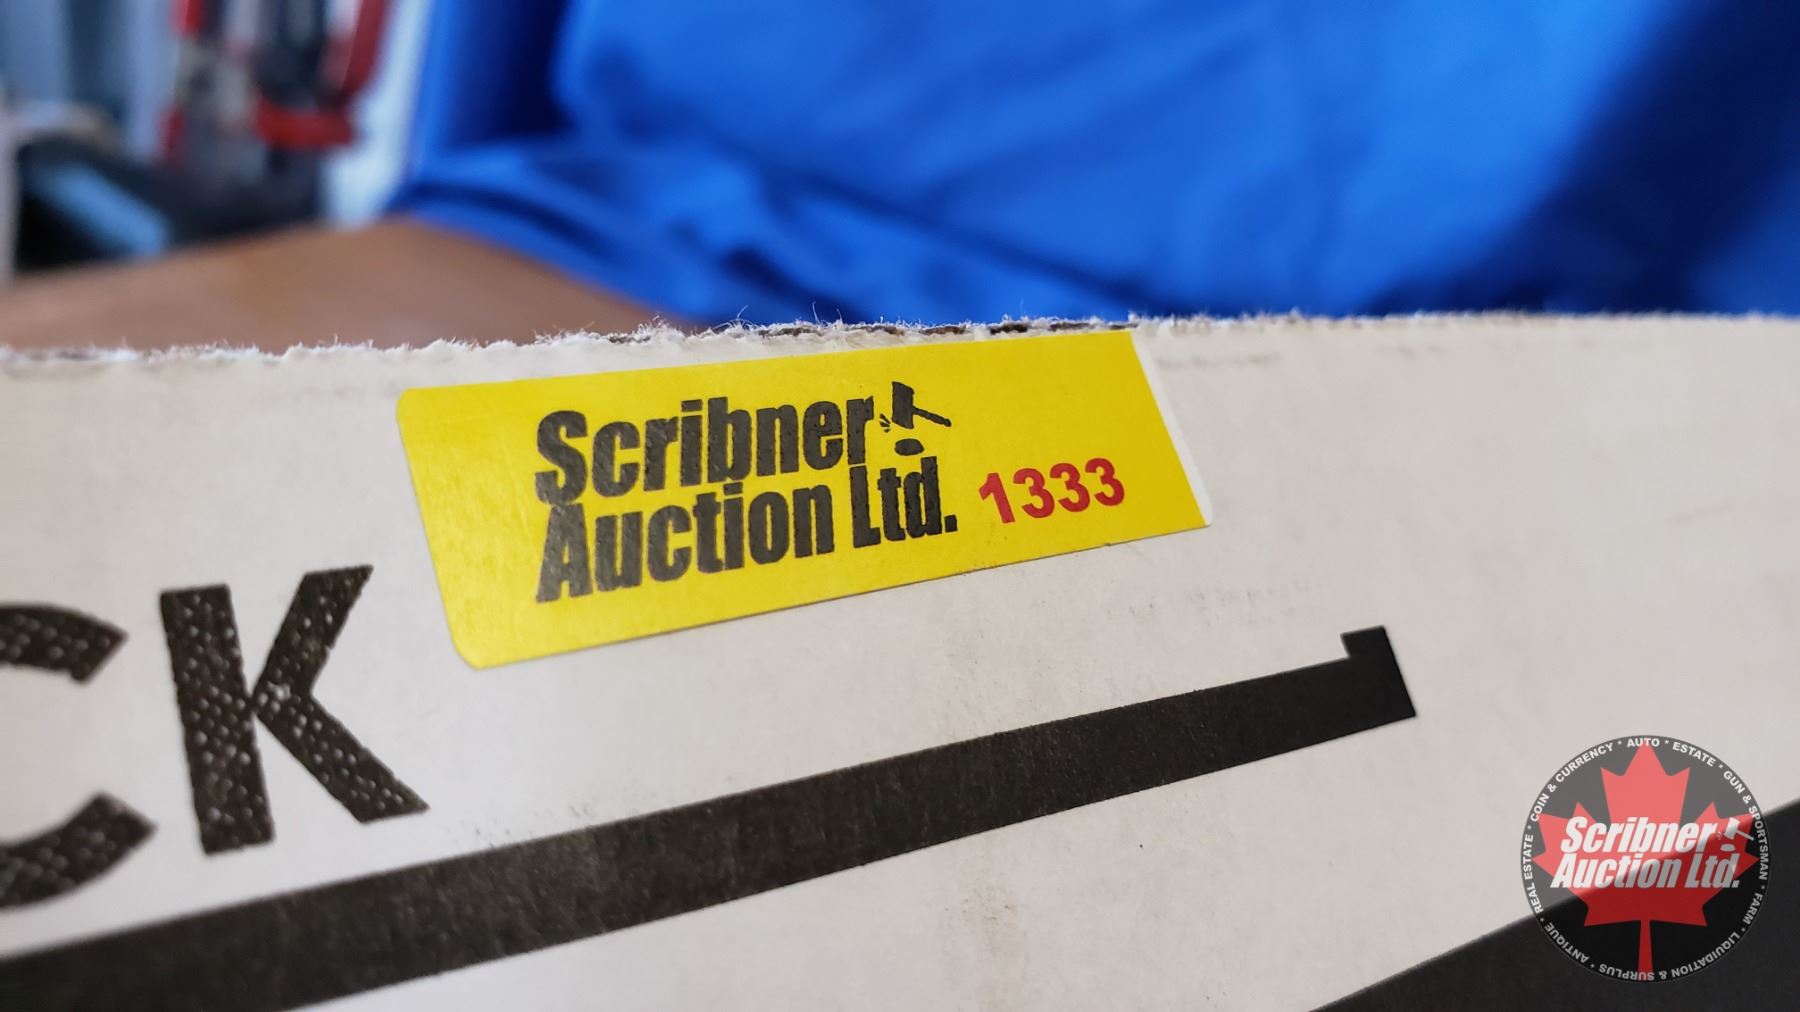 Scribner
Auction Ltd. 1333
CK
REAL ESTATE * COIN & CURRENCY * AUTO * ESTATE * GUN & SPORTSMAN * FARM * LIQUIDATION & SURPLUS * ANTIQUE *
Scribner
Auction Ltd.